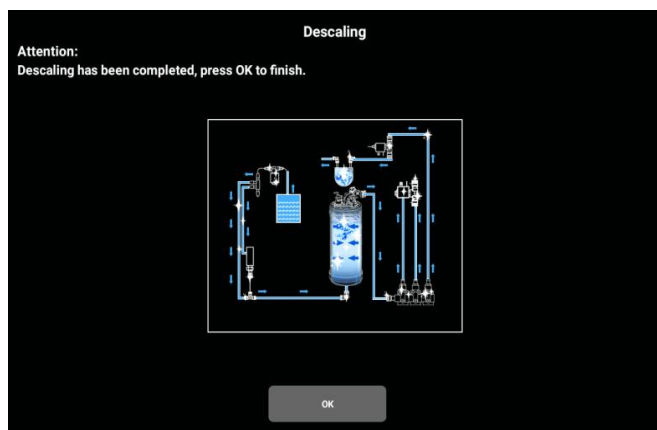 Descaling
Attention:
Descaling has been completed, press OK to finish.
OK